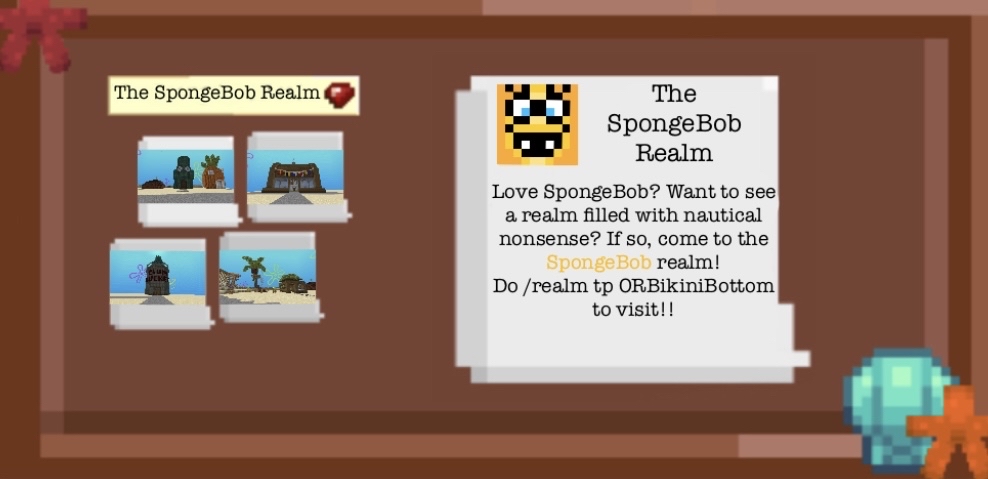 The SpongeBob Realm
The
SpongeBob
Realm
Love SpongeBob? Want to see
a realm filled with nautical
nonsense? If so, come to the
SpongeBob realm!
Do /realm tp ORBikiniBottom
to visit!!